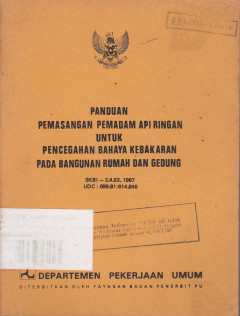 PANDUAN
PEMASANGAN PEMADAM API RINGAN
UNTUK
PENCEGAHAN BAHAYA KEBAKARAN
PADA BANGUNAN RUMAH DAN GEDUNG
SKBI - 3.4.53, 1987
UDC : 699.81:614.845
DEPARTEMEN PEKERJAAN UMUM
DITERBITKAN OLEH YAYASAN BADAN PENERBIT PU